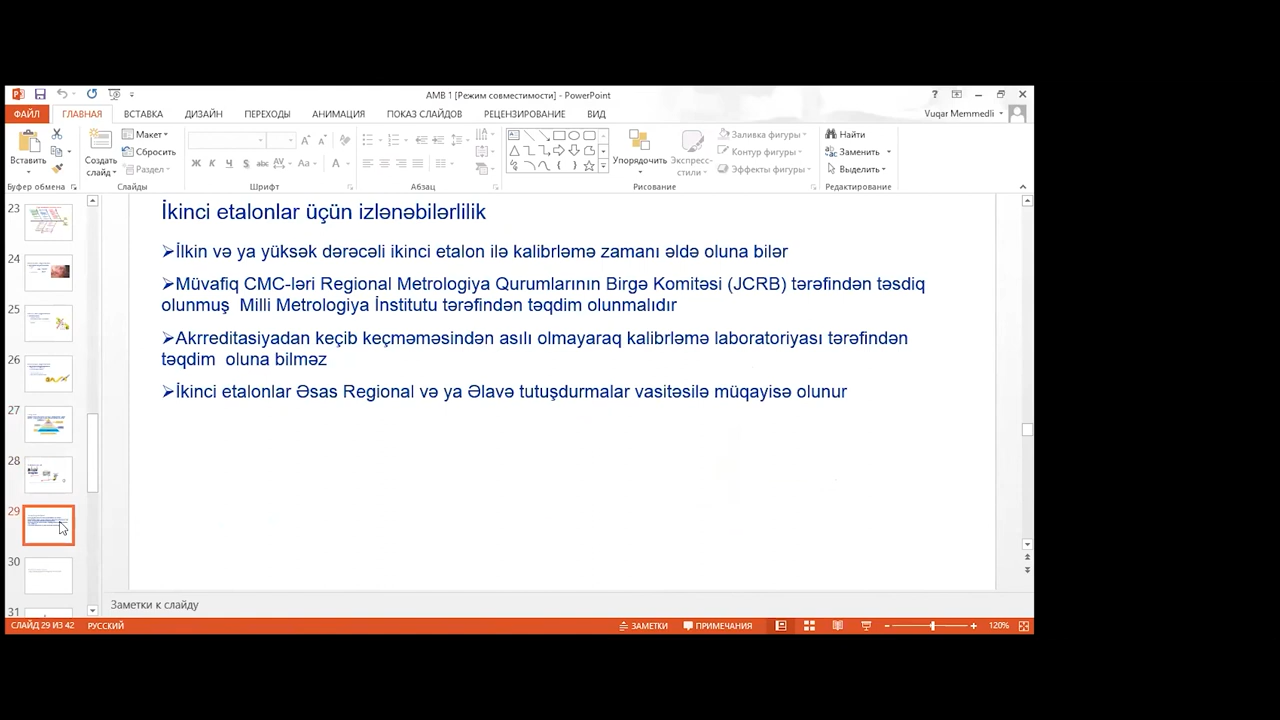 АМВ 1 [Режим совместимости] - PowerPoint
ФАЙЛ ГЛАВНАЯ ВСТАВКА ДИЗАЙН ПЕРЕХОДЫ АНИМАЦИЯ ПОКАЗ СЛАЙДОВ РЕЦЕНЗИРОВАНИЕ ВИД Vuqar Memmedli
Вставить
Создать слайд
Макет
Сбросить
Раздел
Упорядочить
Экспресс-стили
Заливка фигуры
Контур фигуры
Эффекты фигуры
Найти
Заменить
Выделить
Буфер обмена Слайды Шрифт Абзац Рисование Редактирование
23
24
25
26
27
28
29
30
31
İkinci etalonlar üçün izlənəbilərlilik
➢İlkin və ya yüksək dərəcəli ikinci etalon ilə kalibrləmə zamanı əldə oluna bilər
➢Müvafiq CMC-ləri Regional Metrologiya Qurumlarının Birgə Komitəsi (JCRB) tərəfindən təsdiq
olunmuş Milli Metrologiya İnstitutu tərəfindən təqdim olunmalıdır
➢Akrreditasiyadan keçib keçməməsindən asılı olmayaraq kalibrləmə laboratoriyası tərəfindən
təqdim oluna bilməz
➢İkinci etalonlar Əsas Regional və ya Əlavə tutuşdurmalar vasitəsilə müqayisə olunur
Заметки к слайду
СЛАЙД 29 ИЗ 42 РУССКИЙ ЗАМЕТКИ ПРИМЕЧАНИЯ 120%